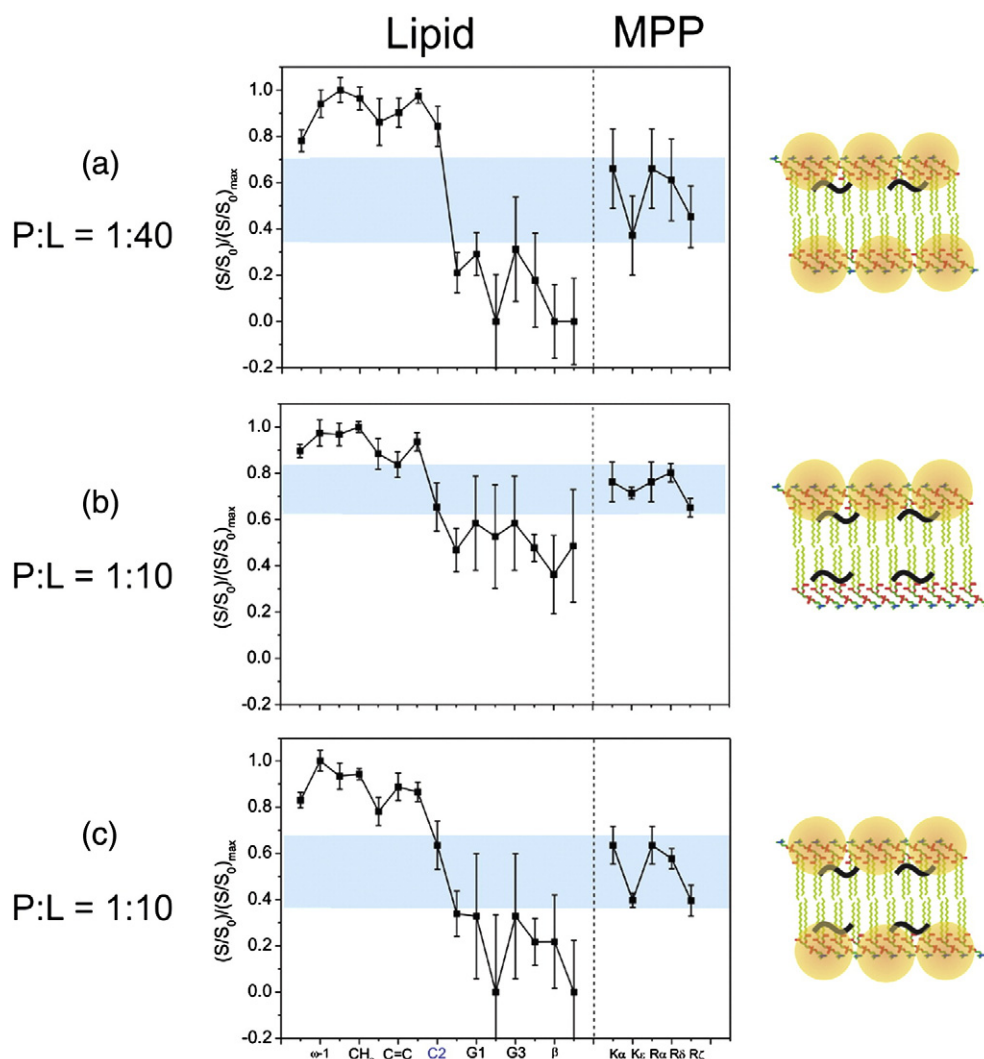 Lipid MPP
(a)
P:L = 1:40
(S/S₀)/(S/S₀)max
1.0
0.8
0.6
0.4
0.2
0.0
-0.2
(b)
P:L = 1:10
(S/S₀)/(S/S₀)max
1.0
0.8
0.6
0.4
0.2
0.0
-0.2
(c)
P:L = 1:10
(S/S₀)/(S/S₀)max
1.0
0.8
0.6
0.4
0.2
0.0
-0.2
ω-1 CH₂ C=C C2 G1 G3 β Kα Kε Rα Rδ Rζ